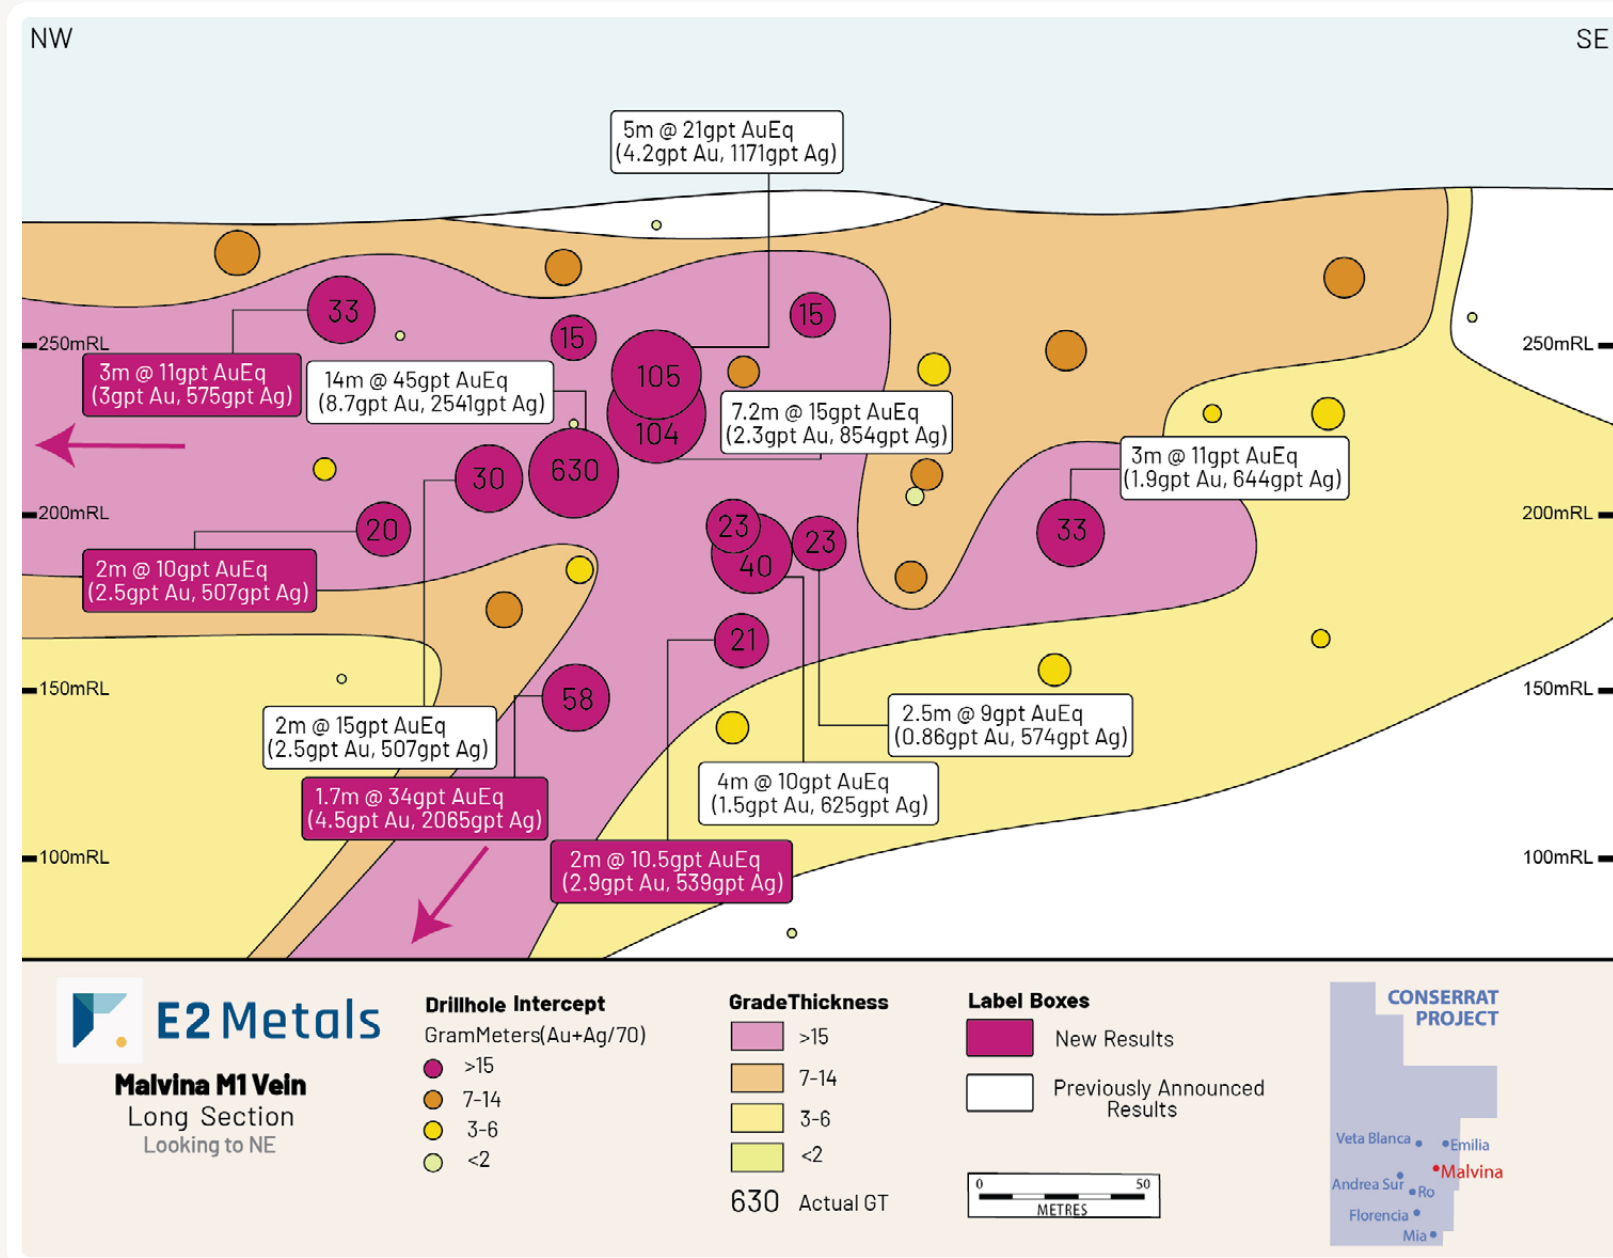 NW
SE
5m @ 21gpt AuEq
(4.2gpt Au, 1171gpt Ag)
33
15
15
250mRL
250mRL
3m @ 11gpt AuEq
(3gpt Au, 575gpt Ag)
14m @ 45gpt AuEq
(8.7gpt Au, 2541gpt Ag)
105
104
7.2m @ 15gpt AuEq
(2.3gpt Au, 854gpt Ag)
3m @ 11gpt AuEq
(1.9gpt Au, 644gpt Ag)
30
630
200mRL
200mRL
20
23
40
23
33
2m @ 10gpt AuEq
(2.5gpt Au, 507gpt Ag)
21
150mRL
150mRL
58
2m @ 15gpt AuEq
(2.5gpt Au, 507gpt Ag)
2.5m @ 9gpt AuEq
(0.86gpt Au, 574gpt Ag)
1.7m @ 34gpt AuEq
(4.5gpt Au, 2065gpt Ag)
4m @ 10gpt AuEq
(1.5gpt Au, 625gpt Ag)
100mRL
100mRL
2m @ 10.5gpt AuEq
(2.9gpt Au, 539gpt Ag)
E2 Metals
Malvina M1 Vein
Long Section
Looking to NE
Drillhole Intercept
GramMeters(Au+Ag/70)
>15
7-14
3-6
<2
GradeThickness
>15
7-14
3-6
<2
630 Actual GT
Label Boxes
New Results
Previously Announced
Results
0 50
METRES
CONSERRAT
PROJECT
Veta Blanca
Emilia
Malvina
Andrea Sur
Ro
Florencia
Mia